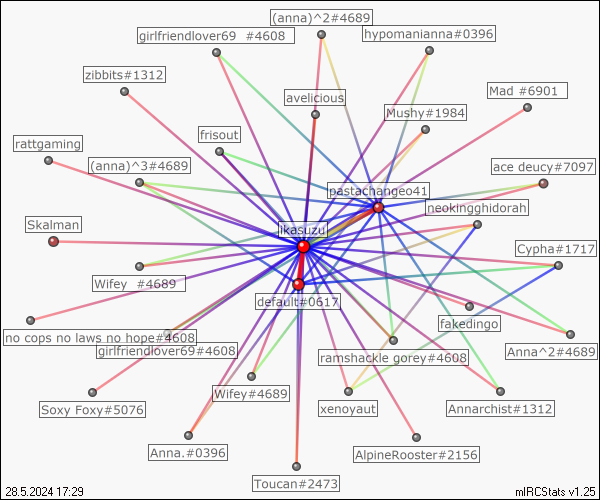 (anna)^2#4689
girlfriendlover69 #4608
hypomanianna#0396
zibbits#1312
Mad #6901
avelicious
Mushy#1984
frisout
rattgaming
(anna)^3#4689
ace deucy#7097
pastachangeo41
neokingghidorah
Skalman
likasuzu
Cypha#1717
Wifey #4689
default#0617
fakedingo
no cops no laws no hope#4608
girlfriendlover69#4608
ramshackle gorey#4608
Anna^2#4689
Wifey#4689
Soxy Foxy#5076
xenoyaut
Annarchist#1312
Anna.#0396
AlpineRooster#2156
Toucan#2473
28.5.2024 17:29
mIRCStats v1.25